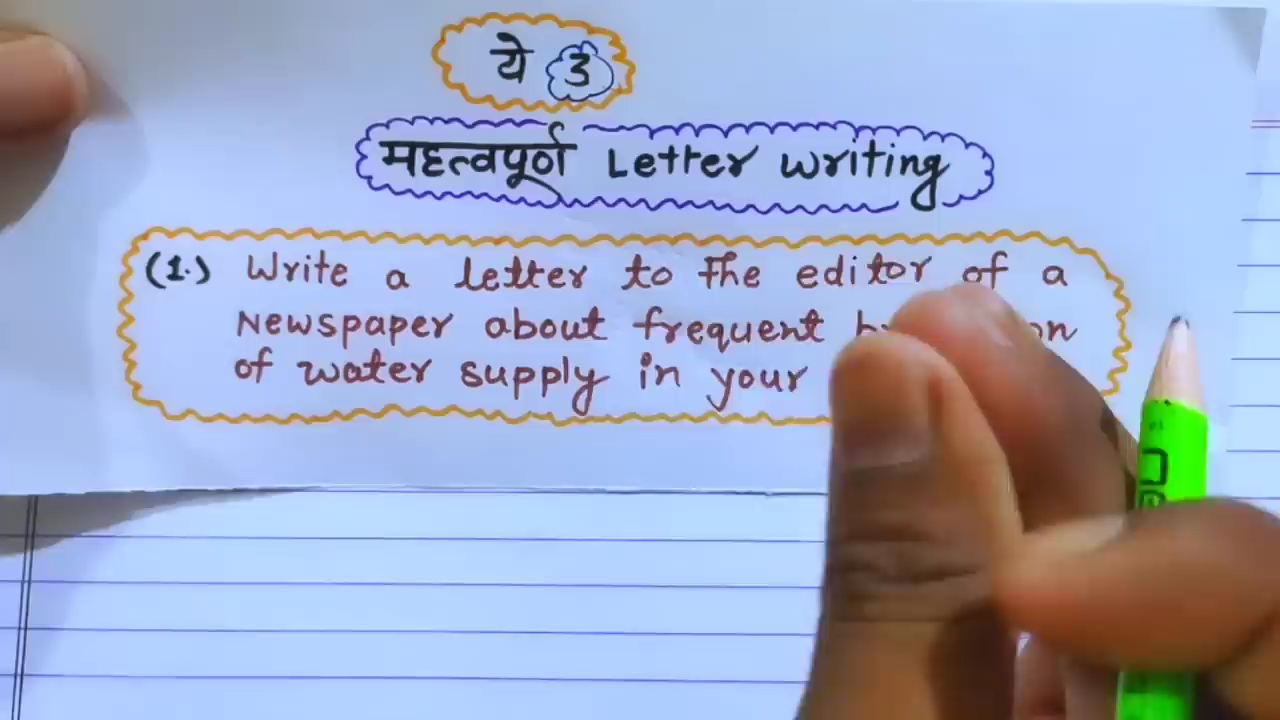 ये 3
महत्वपूर्ण Letter writing
(1.) Write a letter to the editor of a
Newspaper about frequent
of water supply in your